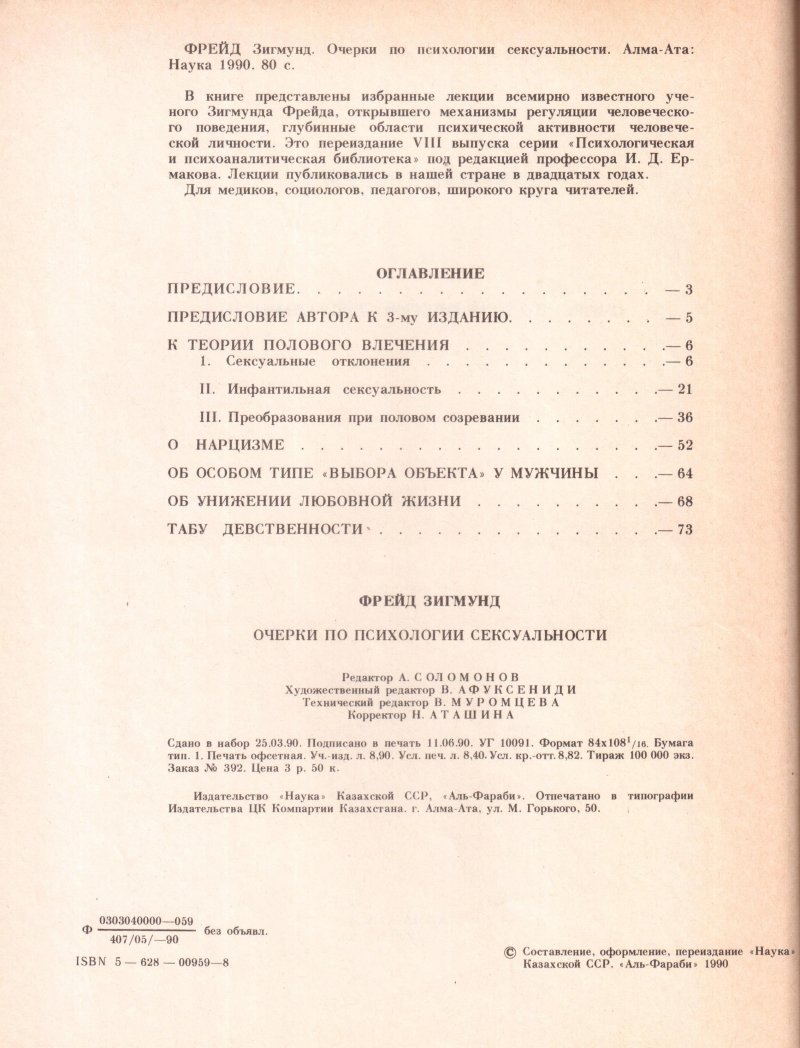 ФРЕЙД Зигмунд. Очерки по психологии сексуальности. Алма-Ата:
Наука 1990. 80 с.
В книге представлены избранные лекции всемирно известного уче-
ного Зигмунда Фрейда, открывшего механизмы регуляции человеческо-
го поведения, глубинные области психической активности человече-
ской личности. Это переиздание VIII выпуска серии «Психологическая
и психоаналитическая библиотека» под редакцией профессора И. Д. Ер-
макова. Лекции публиковались в нашей стране в двадцатых годах.
Для медиков, социологов, педагогов, широкого круга читателей.
ОГЛАВЛЕНИЕ
ПРЕДИСЛОВИЕ. . . . . . . . . . . . . . . . . . — 3
ПРЕДИСЛОВИЕ АВТОРА К 3-му ИЗДАНИЮ. . . . . . . . — 5
К ТЕОРИИ ПОЛОВОГО ВЛЕЧЕНИЯ . . . . . . . . . . .— 6
I. Сексуальные отклонения . . . . . . . . . . . .— 6
II. Инфантильная сексуальность . . . . . . . . . . .— 21
III. Преобразования при половом созревании . . . . . . .— 36
О НАРЦИЗМЕ . . . . . . . . . . . . . . . . . .— 52
ОБ ОСОБОМ ТИПЕ «ВЫБОРА ОБЪЕКТА» У МУЖЧИНЫ . . .— 64
ОБ УНИЖЕНИИ ЛЮБОВНОЙ ЖИЗНИ . . . . . . . . . .— 68
ТАБУ ДЕВСТВЕННОСТИ . . . . . . . . . . . . . . .— 73
ФРЕЙД ЗИГМУНД
ОЧЕРКИ ПО ПСИХОЛОГИИ СЕКСУАЛЬНОСТИ
Редактор А. СОЛОМОНОВ
Художественный редактор В. АФУКСЕНИДИ
Технический редактор В. МУРОМЦЕВА
Корректор Н. АТАШИНА
Сдано в набор 25.03.90. Подписано в печать 11.06.90. УГ 10091. Формат 84х108¹/16. Бумага
тип. 1. Печать офсетная. Уч.-изд. л. 8,90. Усл. печ. л. 8,40. Усл. кр.-отт. 8,82. Тираж 100 000 экз.
Заказ № 392. Цена 3 р. 50 к.
Издательство «Наука» Казахской ССР, «Аль-Фараби». Отпечатано в типографии
Издательства ЦК Компартии Казахстана. г. Алма-Ата, ул. М. Горького, 50.
0303040000—059
Ф 407/05/—90 без объявл.
ISBN 5 — 628 — 00959—8
© Составление, оформление, переиздание «Наука»
Казахской ССР. «Аль-Фараби» 1990